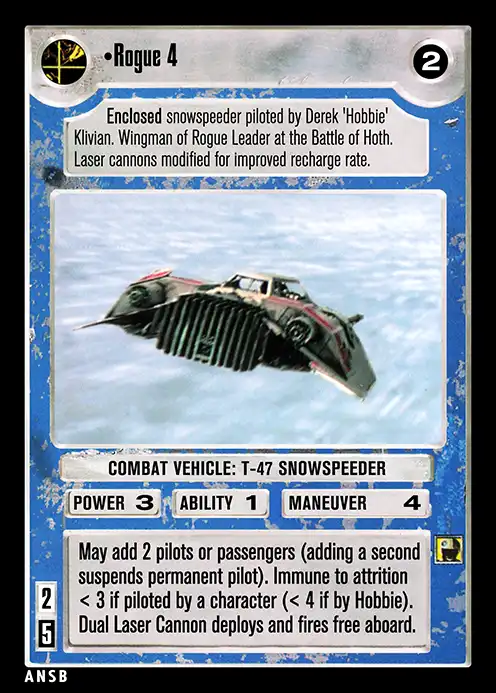 •Rogue 4
2
Enclosed snowspeeder piloted by Derek 'Hobbie'
Klivian. Wingman of Rogue Leader at the Battle of Hoth.
Laser cannons modified for improved recharge rate.
COMBAT VEHICLE: T-47 SNOWSPEEDER
POWER 3 ABILITY 1 MANEUVER 4
May add 2 pilots or passengers (adding a second
suspends permanent pilot). Immune to attrition
< 3 if piloted by a character (< 4 if by Hobbie).
Dual Laser Cannon deploys and fires free aboard.
2
5
ANSB